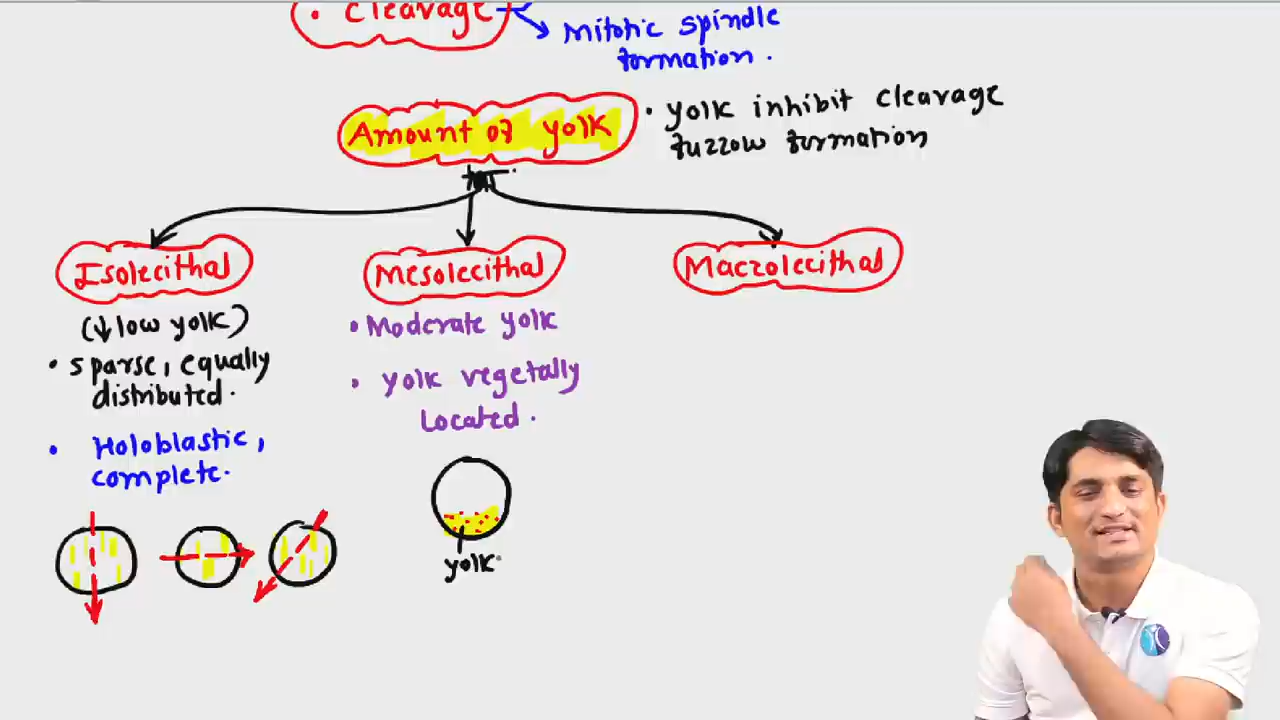 • Cleavage
Mitotic spindle
formation.
Amount of yolk
• yolk inhibit cleavage
furrow formation
Isolecithal
Mesolecithal
Macrolecithal
(↓ low yolk)
• sparse, equally
distributed.
• Holoblastic,
complete.
• Moderate yolk
• yolk vegetally
Located.
yolk